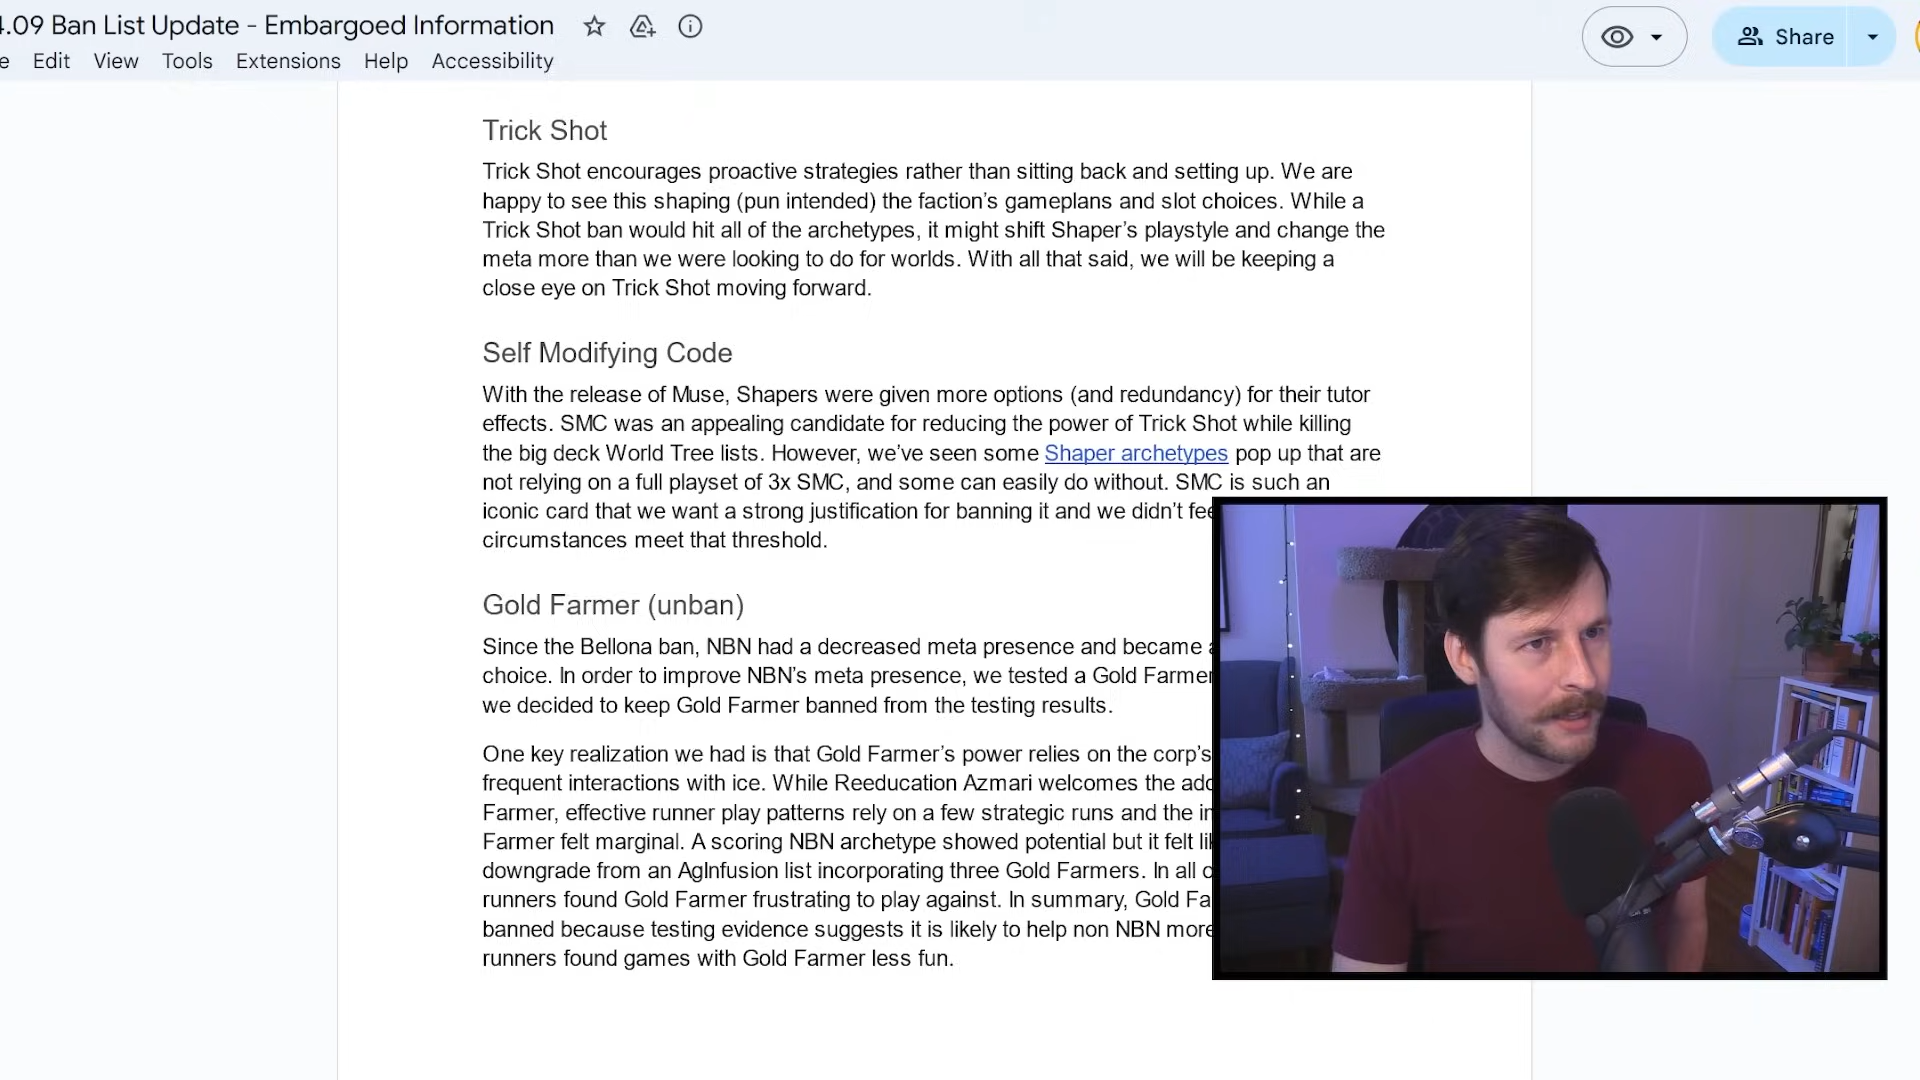 4.09 Ban List Update - Embargoed Information
Share
Edit View Tools Extensions Help Accessibility
Trick Shot
Trick Shot encourages proactive strategies rather than sitting back and setting up. We are
happy to see this shaping (pun intended) the faction’s gameplans and slot choices. While a
Trick Shot ban would hit all of the archetypes, it might shift Shaper’s playstyle and change the
meta more than we were looking to do for worlds. With all that said, we will be keeping a
close eye on Trick Shot moving forward.
Self Modifying Code
With the release of Muse, Shapers were given more options (and redundancy) for their tutor
effects. SMC was an appealing candidate for reducing the power of Trick Shot while killing
the big deck World Tree lists. However, we’ve seen some Shaper archetypes pop up that are
not relying on a full playset of 3x SMC, and some can easily do without. SMC is such an
iconic card that we want a strong justification for banning it and we didn’t
circumstances meet that threshold.
Gold Farmer (unban)
Since the Bellona ban, NBN had a decreased meta presence and became
choice. In order to improve NBN’s meta presence, we tested a Gold Farmer
we decided to keep Gold Farmer banned from the testing results.
One key realization we had is that Gold Farmer’s power relies on the corp’s
frequent interactions with ice. While Reeducation Azmari welcomes the
Farmer, effective runner play patterns rely on a few strategic runs and the
Farmer felt marginal. A scoring NBN archetype showed potential but it felt
downgrade from an AgInfusion list incorporating three Gold Farmers. In all
runners found Gold Farmer frustrating to play against. In summary, Gold
banned because testing evidence suggests it is likely to help non NBN more
runners found games with Gold Farmer less fun.